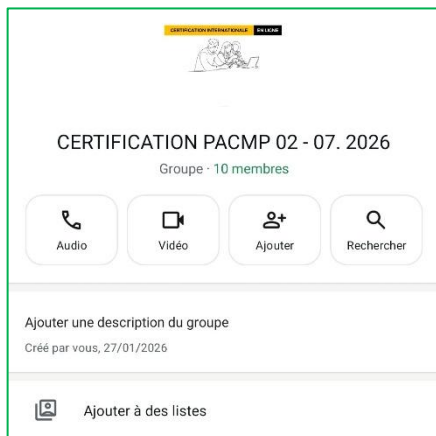 CERTIFICATION INTERNATIONALE EN LIGNE
CERTIFICATION PACMP 02 - 07. 2026
Groupe · 10 membres
Audio Vidéo Ajouter Rechercher
Ajouter une description du groupe
Créé par vous, 27/01/2026
Ajouter à des listes